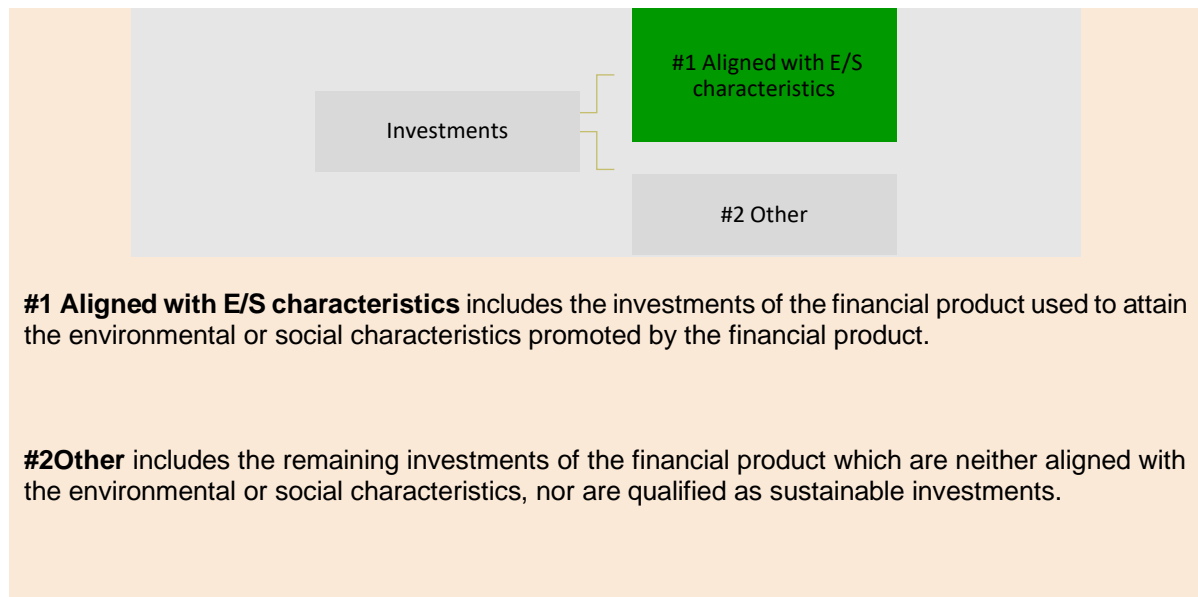 #1 Aligned with E/S
characteristics
Investments
#2 Other
#1 Aligned with E/S characteristics includes the investments of the financial product used to attain
the environmental or social characteristics promoted by the financial product.
#2Other includes the remaining investments of the financial product which are neither aligned with
the environmental or social characteristics, nor are qualified as sustainable investments.